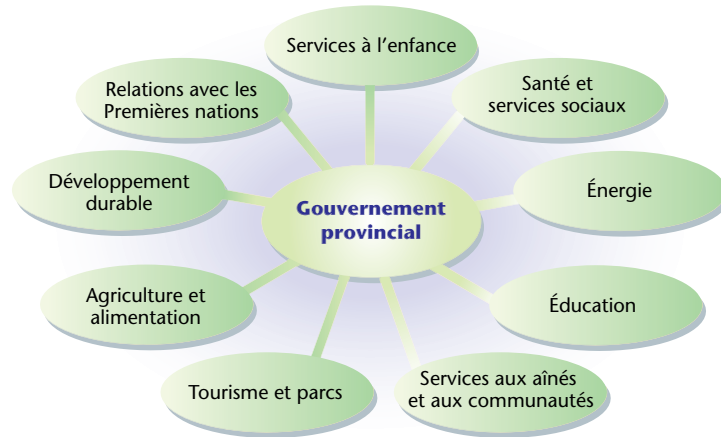 Services à l'enfance
Santé et
services sociaux
Énergie
Éducation
Services aux aînés
et aux communautés
Tourisme et parcs
Agriculture et
alimentation
Développement
durable
Relations avec les
Premières nations
Gouvernement
provincial